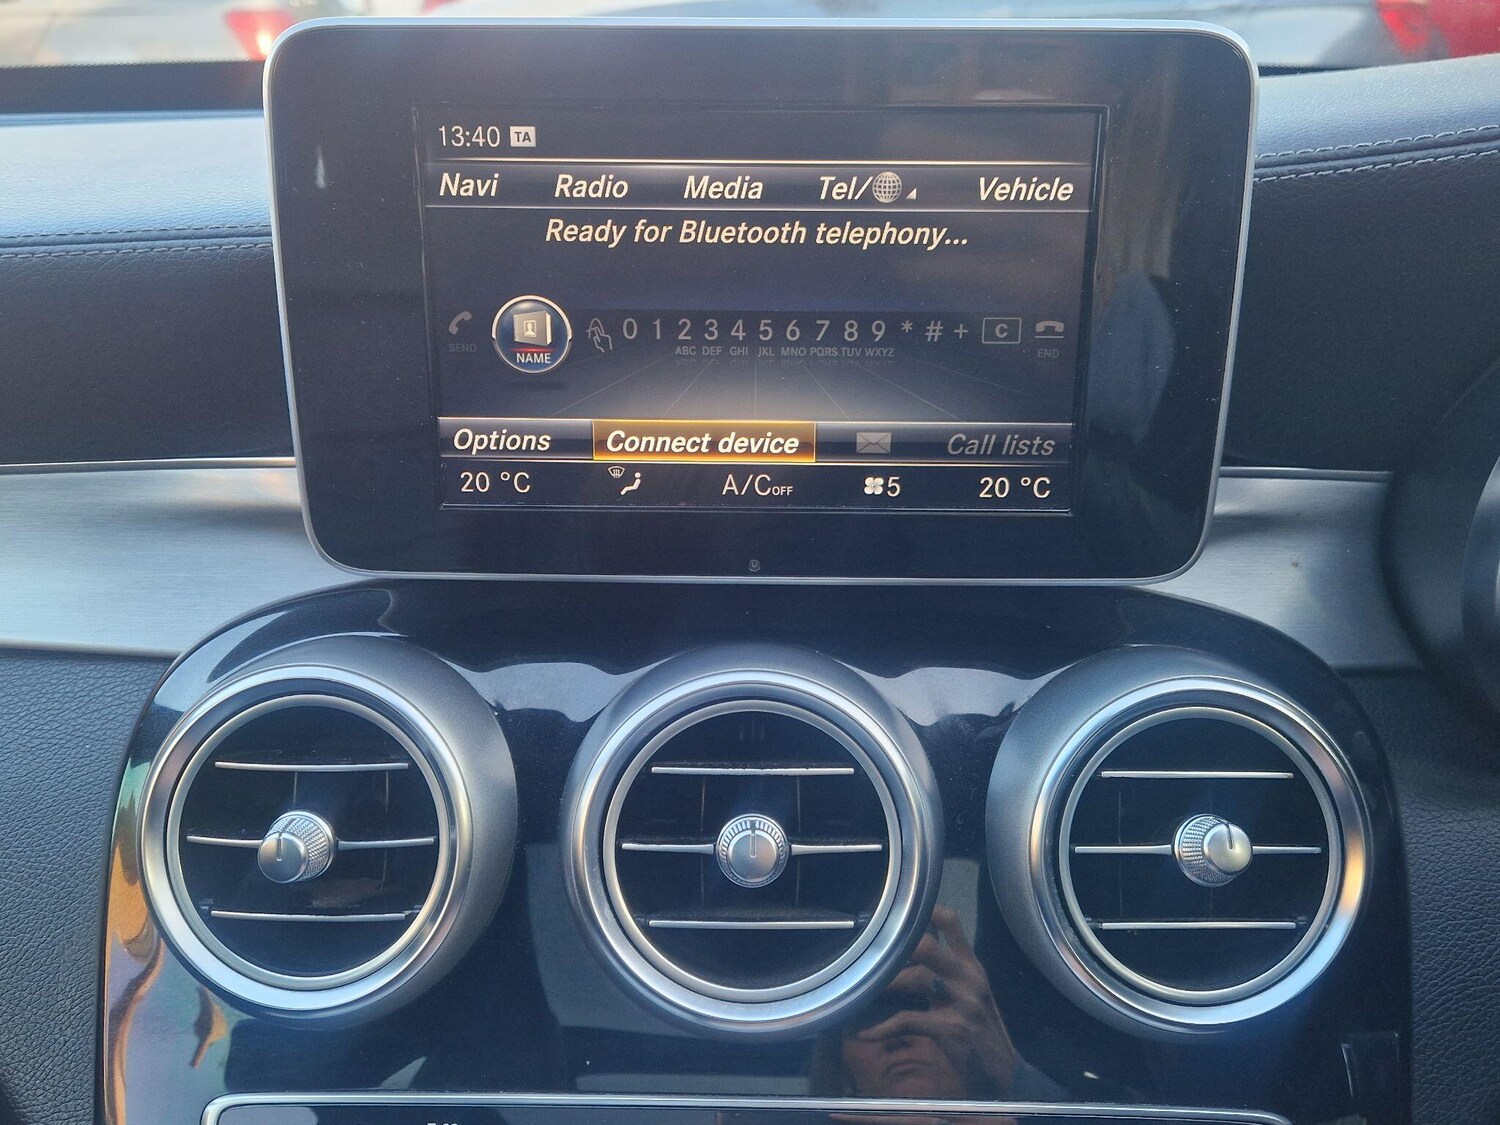 13:40 TA
Navi Radio Media Tel/ Vehicle
Ready for Bluetooth telephony...
SEND NAME 0 1 2 3 4 5 6 7 8 9 * # + C END
ABC DEF GHI JKL MNO PQRS TUV WXYZ
Options Connect device Call lists
20 °C A/C OFF 5 20 °C